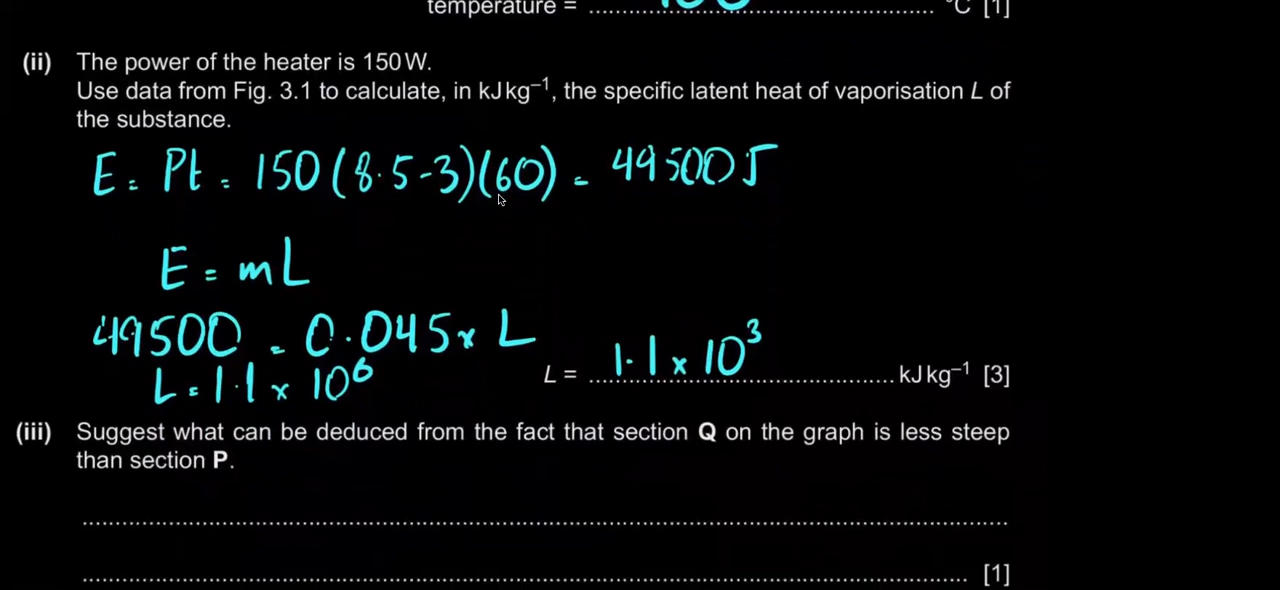 temperature = ........................................................ °C [1]
(ii) The power of the heater is 150 W.
Use data from Fig. 3.1 to calculate, in kJ kg⁻¹, the specific latent heat of vaporisation L of
the substance.
E = Pt = 150(8.5-3)(60) = 49500J
E = mL
49500 = 0.045 x L
L = 1.1 x 10⁶
L = 1.1 x 10³ kJ kg⁻¹ [3]
(iii) Suggest what can be deduced from the fact that section Q on the graph is less steep
than section P.
[1]